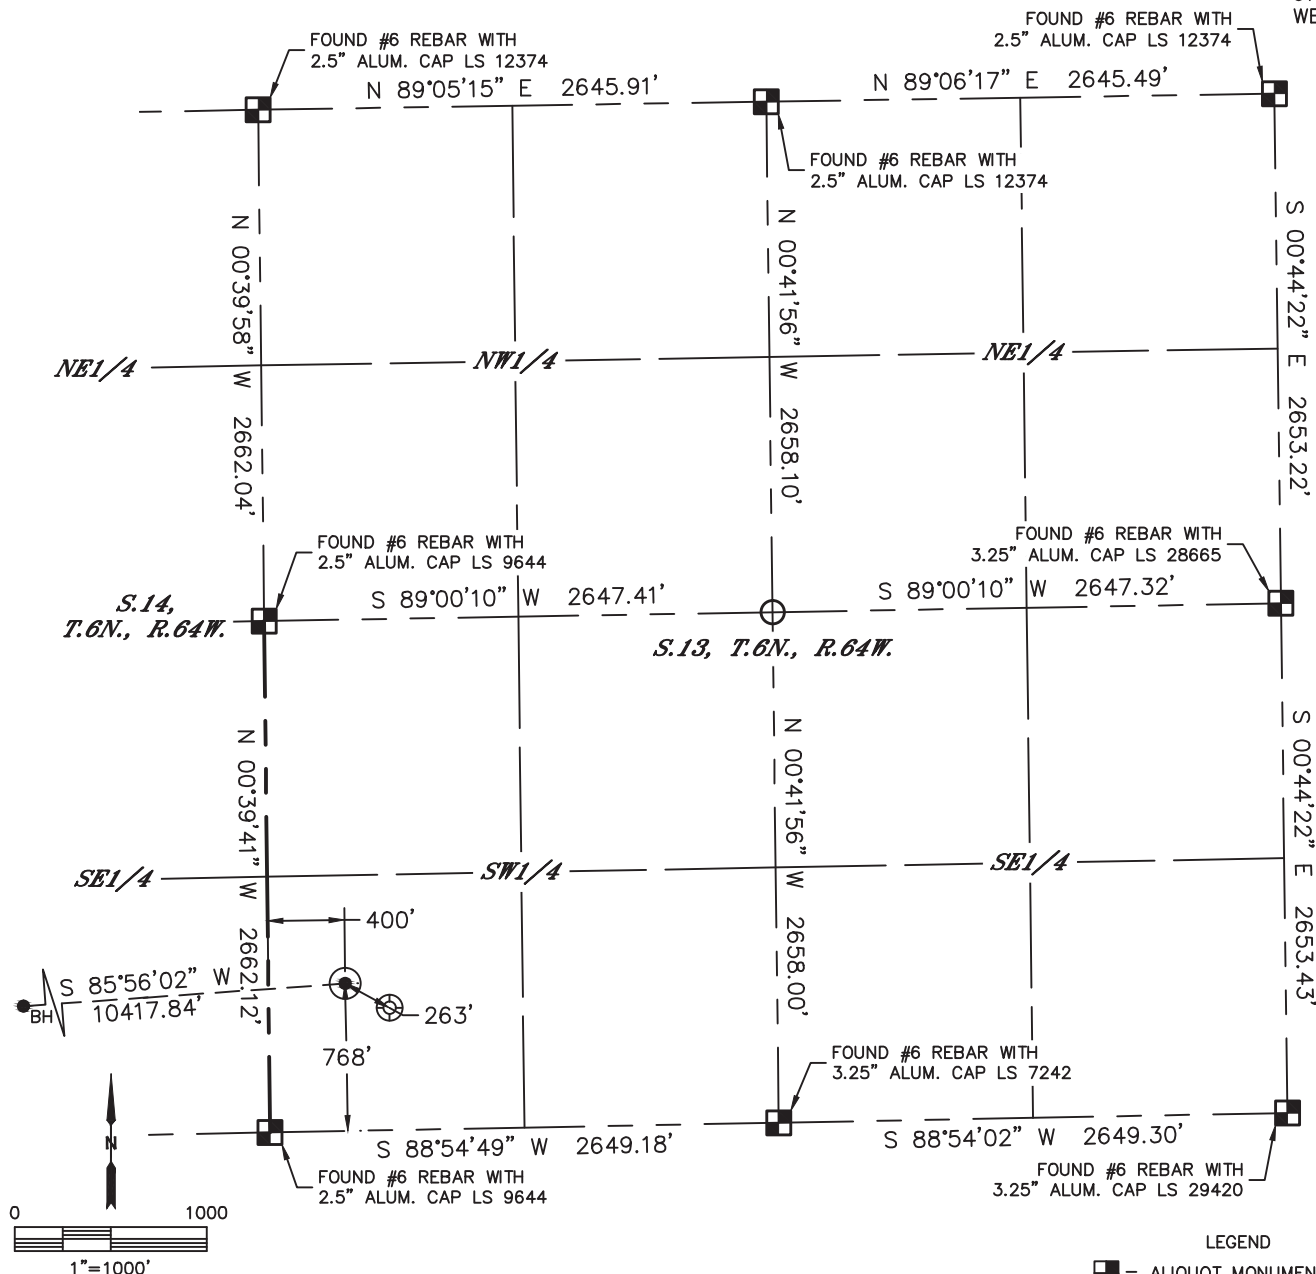 WE
FOUND #6 REBAR WITH
2.5" ALUM. CAP LS 12374
FOUND #6 REBAR WITH
2.5" ALUM. CAP LS 12374
N 89°05'15" E 2645.91'
N 89°06'17" E 2645.49'
FOUND #6 REBAR WITH
2.5" ALUM. CAP LS 12374
N 00°39'58" W 2662.04'
N 00°41'56" W 2658.10'
S 00°44'22" E 2653.22'
NE1/4
NW1/4
NE1/4
FOUND #6 REBAR WITH
2.5" ALUM. CAP LS 9644
FOUND #6 REBAR WITH
3.25" ALUM. CAP LS 28665
S.14,
T.6N., R.64W.
S 89°00'10" W 2647.41'
S 89°00'10" W 2647.32'
S.13, T.6N., R.64W.
N 00°39'41" W 2662.12'
N 00°41'56" W 2658.00'
S 00°44'22" E 2653.43'
SE1/4
SW1/4
SE1/4
400'
S 85°56'02" W
10417.84'
BH
263'
768'
FOUND #6 REBAR WITH
3.25" ALUM. CAP LS 7242
N
S 88°54'49" W 2649.18'
S 88°54'02" W 2649.30'
FOUND #6 REBAR WITH
2.5" ALUM. CAP LS 9644
FOUND #6 REBAR WITH
3.25" ALUM. CAP LS 29420
0 1000
1"=1000'
LEGEND
= ALIQUOT MONUMEN